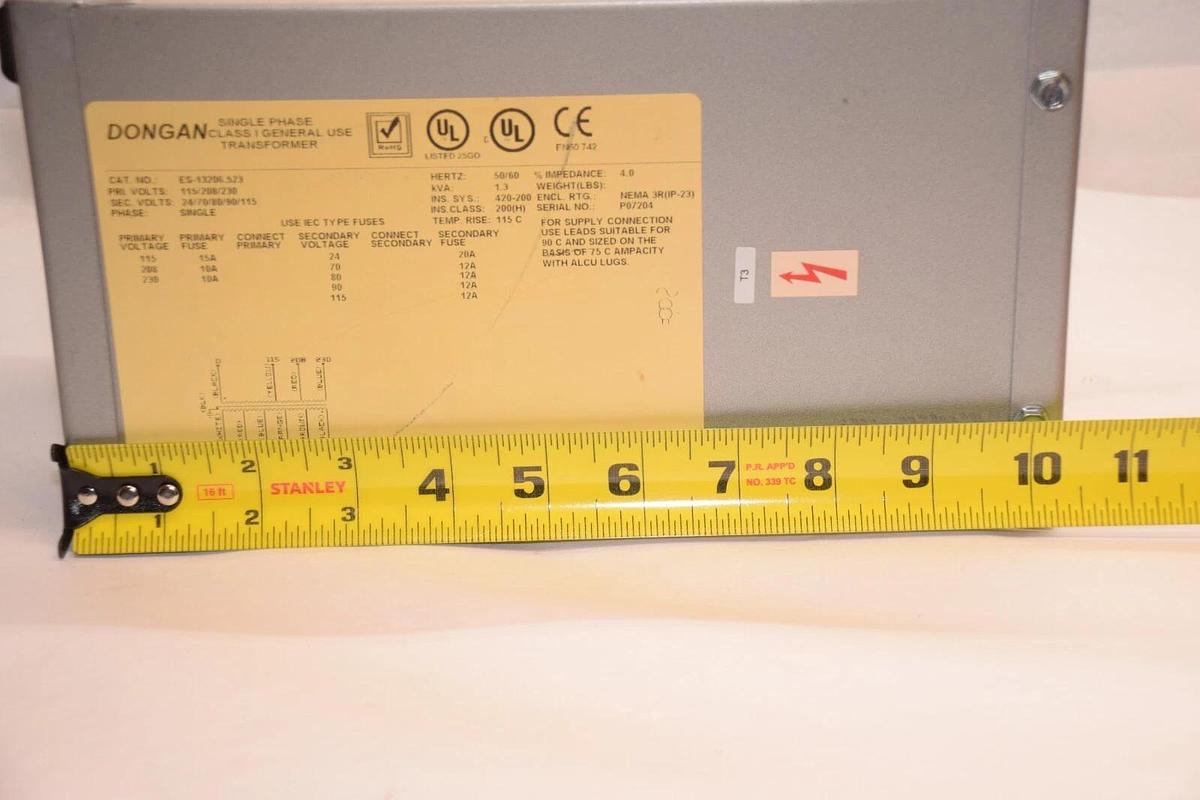 DONGAN
SINGLE PHASE
CLASS I GENERAL USE
TRANSFORMER
RoHS
UL
LISTED 25GD
C UL
CE
EN60 742
CAT. NO.: ES-13206.523
PRI. VOLTS: 115/208/230
SEC. VOLTS: 24/70/80/90/115
PHASE: SINGLE
HERTZ: 50/60
kVA: 1.3
INS. SYS.: 420-200
INS.CLASS: 200(H)
TEMP. RISE: 115 C
% IMPEDANCE: 4.0
WEIGHT(LBS):
ENCL. RTG.: NEMA 3R(IP-23)
SERIAL NO.: P07204
USE IEC TYPE FUSES
PRIMARY VOLTAGE PRIMARY FUSE CONNECT PRIMARY SECONDARY VOLTAGE CONNECT SECONDARY SECONDARY FUSE
115 15A 24 20A
208 10A 70 12A
230 10A 80 12A
90 12A
115 12A
FOR SUPPLY CONNECTION
USE LEADS SUITABLE FOR
90 C AND SIZED ON THE
BASIS OF 75 C AMPACITY
WITH ALCU LUGS.
T3
0 115 208 230
(BLACK) (YELLOW) (RED) (BLUE)
1 2 3 4 5 6 7 8 9 10 11
16 ft
STANLEY
P.R. APP'D
NO. 339 TC
1 2 3